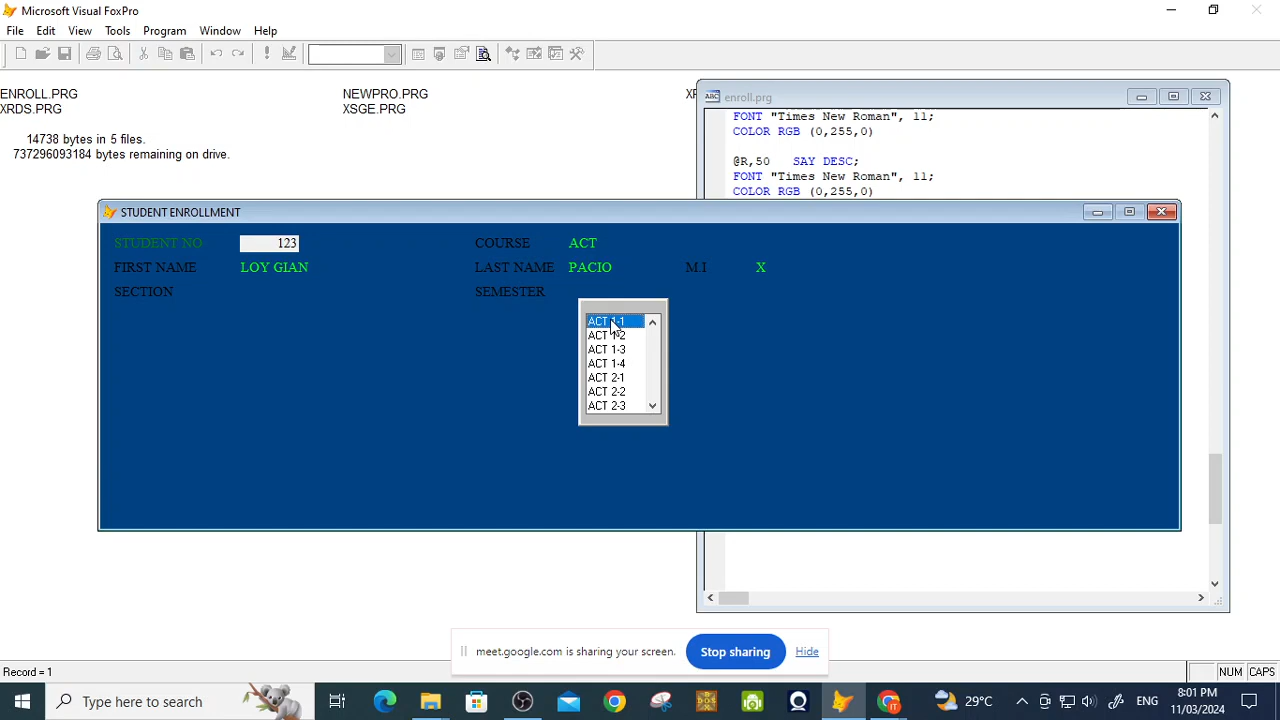 Microsoft Visual FoxPro
File Edit View Tools Program Window Help
ENROLL.PRG NEWPRO.PRG
XRDS.PRG XSGE.PRG
14738 bytes in 5 files.
737296093184 bytes remaining on drive.
enroll.prg
FONT "Times New Roman", 11;
COLOR RGB (0,255,0)
@R,50 SAY DESC;
FONT "Times New Roman", 11;
COLOR RGB (0,255,0)
STUDENT ENROLLMENT
STUDENT NO 123 COURSE ACT
FIRST NAME LOY GIAN LAST NAME PACIO M.I X
SECTION SEMESTER
ACT 1-1
ACT 1-2
ACT 1-3
ACT 1-4
ACT 2-1
ACT 2-2
ACT 2-3
meet.google.com is sharing your screen. Stop sharing Hide
Record = 1 NUM CAPS
Type here to search 29°C ENG 8:01 PM
11/03/2024